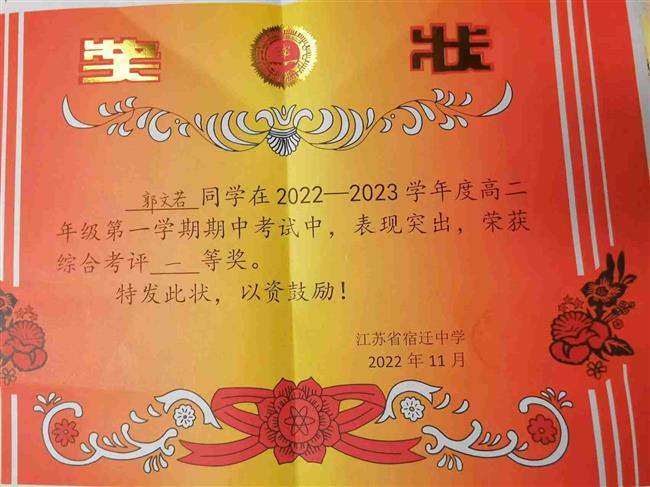 奖 状
郭文若同学在2022—2023学年度高二
年级第一学期期中考试中，表现突出，荣获
综合考评一等奖。
特发此状，以资鼓励！
江苏省宿迁中学
2022年11月